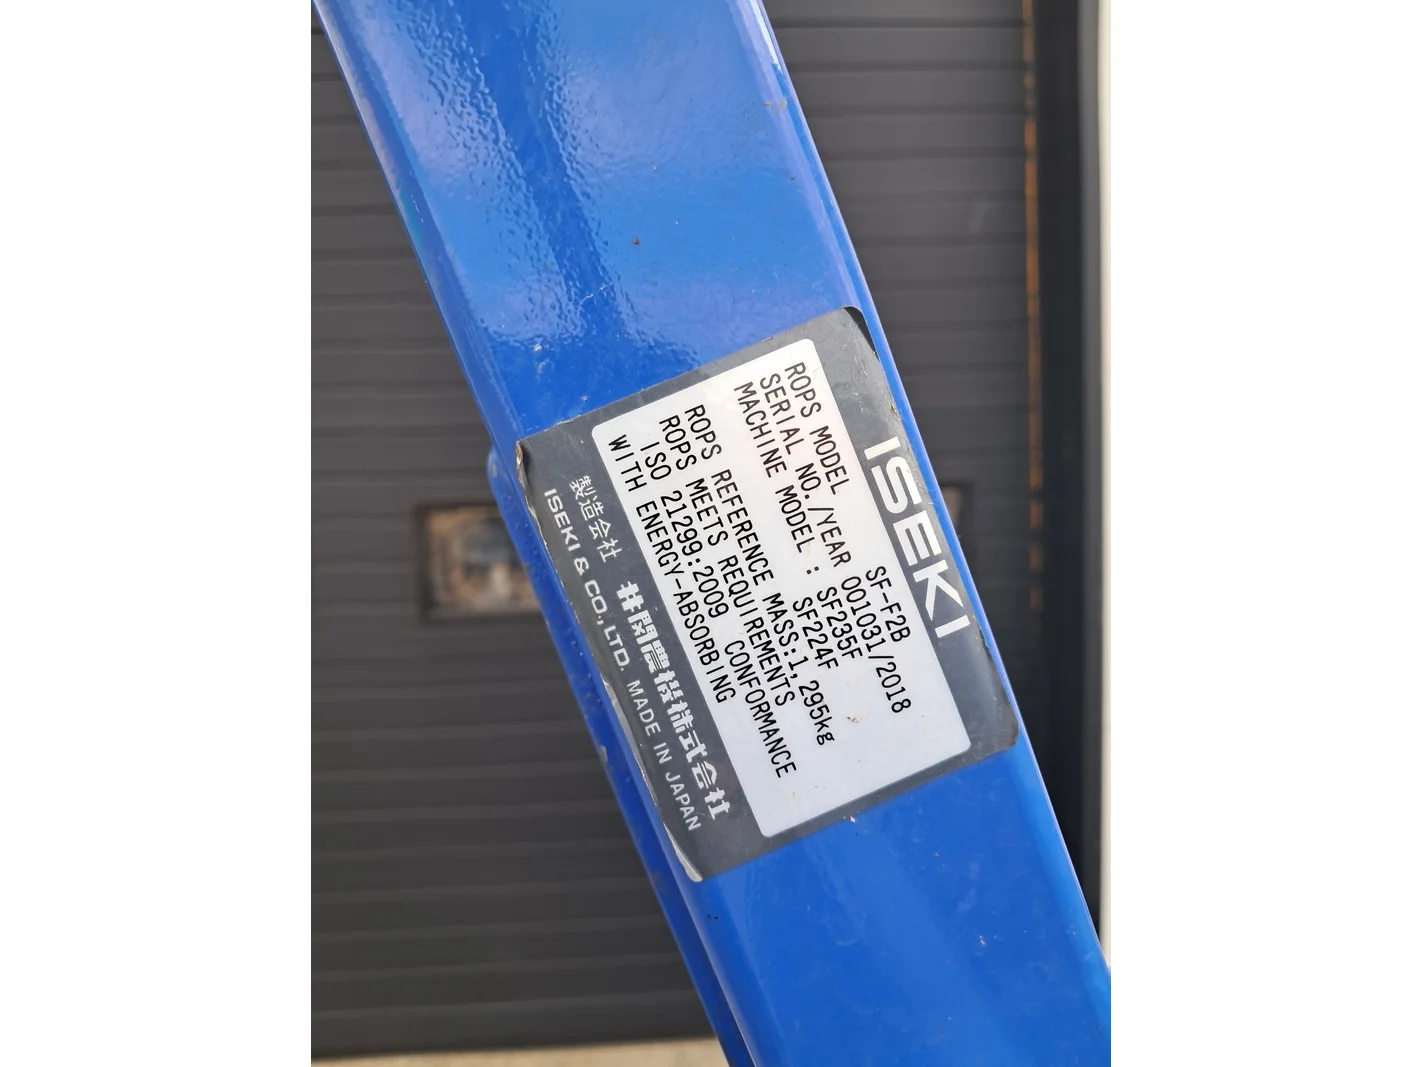 ISEKI
ROPS MODEL SF-F2B
SERIAL NO./YEAR 001031/2018
MACHINE MODEL : SF235F
SF224F
ROPS REFERENCE MASS:1,295kg
ROPS MEETS REQUIREMENTS
ISO 21299:2009 CONFORMANCE
WITH ENERGY-ABSORBING
製造会社 井関農機株式会社
ISEKI & CO., LTD. MADE IN JAPAN